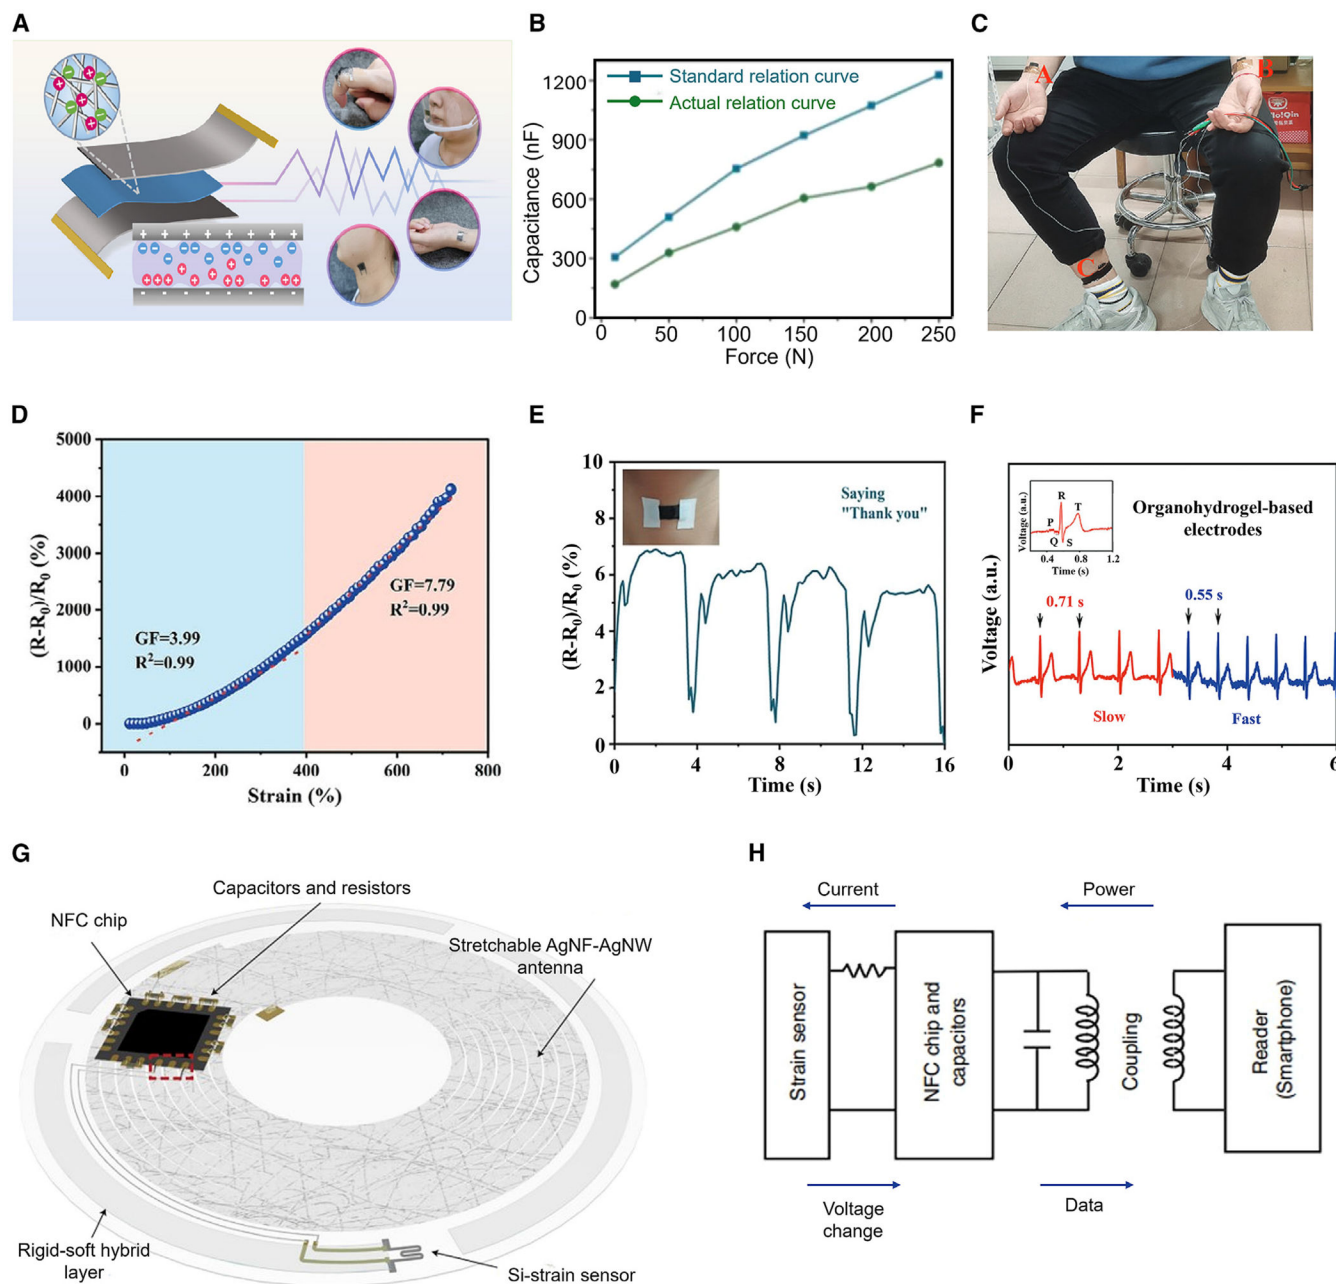 A
B
Standard relation curve
Actual relation curve
Capacitance (nF)
1200
900
600
300
0
0
50
100
150
200
250
Force (N)
C
A
B
C
D
(R-R₀)/R₀ (%)
5000
4000
3000
2000
1000
0
GF=3.99
R²=0.99
GF=7.79
R²=0.99
0
200
400
600
800
Strain (%)
E
(R-R₀)/R₀ (%)
10
8
6
4
2
0
Saying
"Thank you"
0
4
8
12
16
Time (s)
F
Voltage (a.u.)
Voltage (a.u.)
R
P
T
Q
S
0.4
0.8
1.2
Time (s)
Organohydrogel-based
electrodes
0.71 s
0.55 s
Slow
Fast
0
2
4
6
Time (s)
G
Capacitors and resistors
NFC chip
Stretchable AgNF-AgNW
antenna
Rigid-soft hybrid
layer
Si-strain sensor
H
Current
Power
Strain sensor
NFC chip and
capacitors
Coupling
Reader
(Smartphone)
Voltage
change
Data